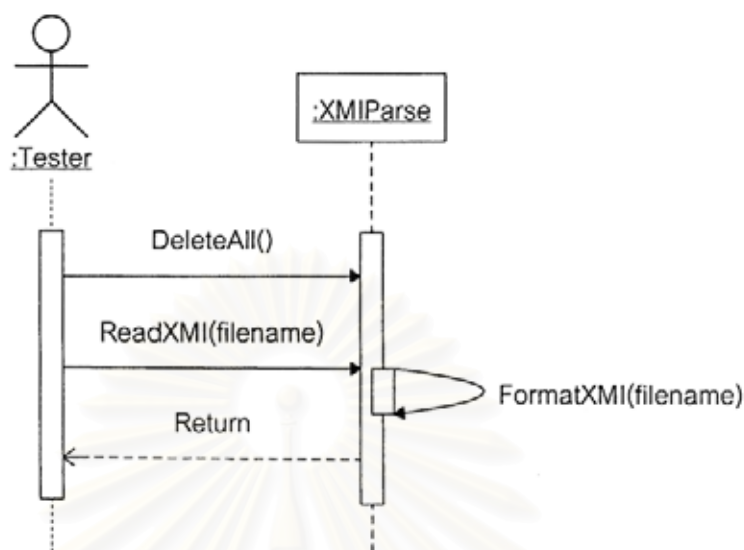 :Tester
:XMIParse
DeleteAll()
ReadXMI(filename)
FormatXMI(filename)
Return